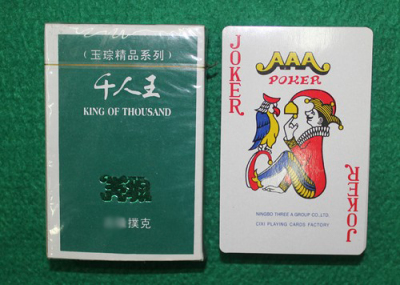 (玉琮精品系列)
千人王
KING OF THOUSAND
撲克
JOKER
AAA
POKER
NINGBO THREE A GROUP CO.,LTD.
CIXI PLAYING CARDS FACTORY
JOKER